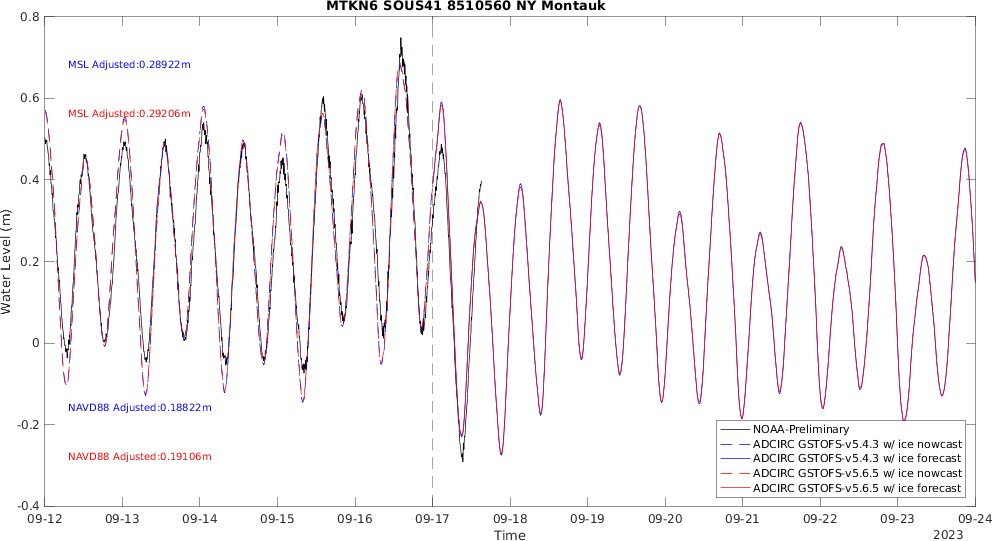 MTKN6 SOUS41 8510560 NY Montauk
0.8
0.6
0.4
0.2
0
-0.2
-0.4
Water Level (m)
MSL Adjusted:0.28922m
MSL Adjusted:0.29206m
NAVD88 Adjusted:0.18822m
NAVD88 Adjusted:0.19106m
NOAA-Preliminary
ADCIRC GSTOFS-v5.4.3 w/ ice nowcast
ADCIRC GSTOFS-v5.4.3 w/ ice forecast
ADCIRC GSTOFS-v5.6.5 w/ ice nowcast
ADCIRC GSTOFS-v5.6.5 w/ ice forecast
09-12 09-13 09-14 09-15 09-16 09-17 09-18 09-19 09-20 09-21 09-22 09-23 09-24
Time
2023